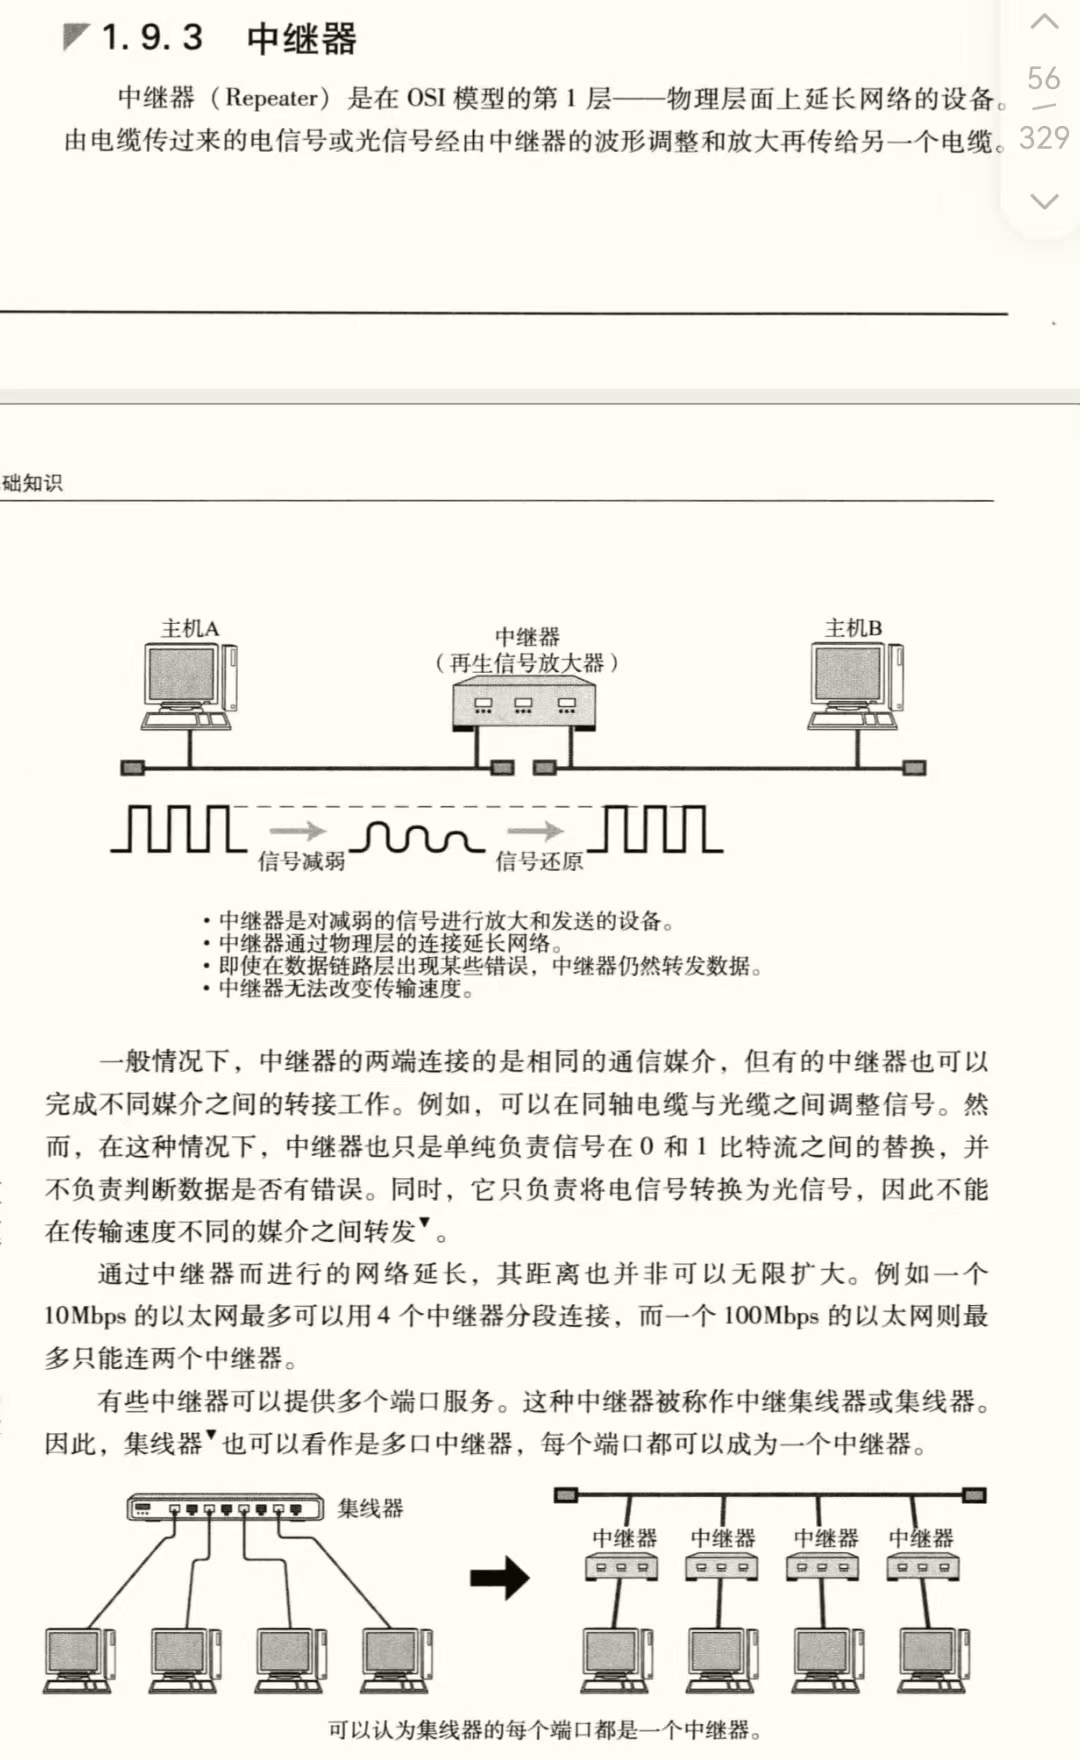 1.9.3 中继器
中继器（Repeater）是在 OSI 模型的第 1 层——物理层面上延长网络的设备。
由电缆传过来的电信号或光信号经由中继器的波形调整和放大再传给另一个电缆。
56
329
础知识
主机A
中继器
（再生信号放大器）
主机B
信号减弱
信号还原
・中继器是对减弱的信号进行放大和发送的设备。
・中继器通过物理层的连接延长网络。
・即使在数据链路层出现某些错误，中继器仍然转发数据。
・中继器无法改变传输速度。
一般情况下，中继器的两端连接的是相同的通信媒介，但有的中继器也可以
完成不同媒介之间的转接工作。例如，可以在同轴电缆与光缆之间调整信号。然
而，在这种情况下，中继器也只是单纯负责信号在 0 和 1 比特流之间的替换，并
不负责判断数据是否有错误。同时，它只负责将电信号转换为光信号，因此不能
在传输速度不同的媒介之间转发▼。
通过中继器而进行的网络延长，其距离也并非可以无限扩大。例如一个
10Mbps 的以太网最多可以用 4 个中继器分段连接，而一个 100Mbps 的以太网则最
多只能连两个中继器。
有些中继器可以提供多个端口服务。这种中继器被称作中继集线器或集线器。
因此，集线器▼也可以看作是多口中继器，每个端口都可以成为一个中继器。
集线器
中继器 中继器 中继器 中继器
可以认为集线器的每个端口都是一个中继器。